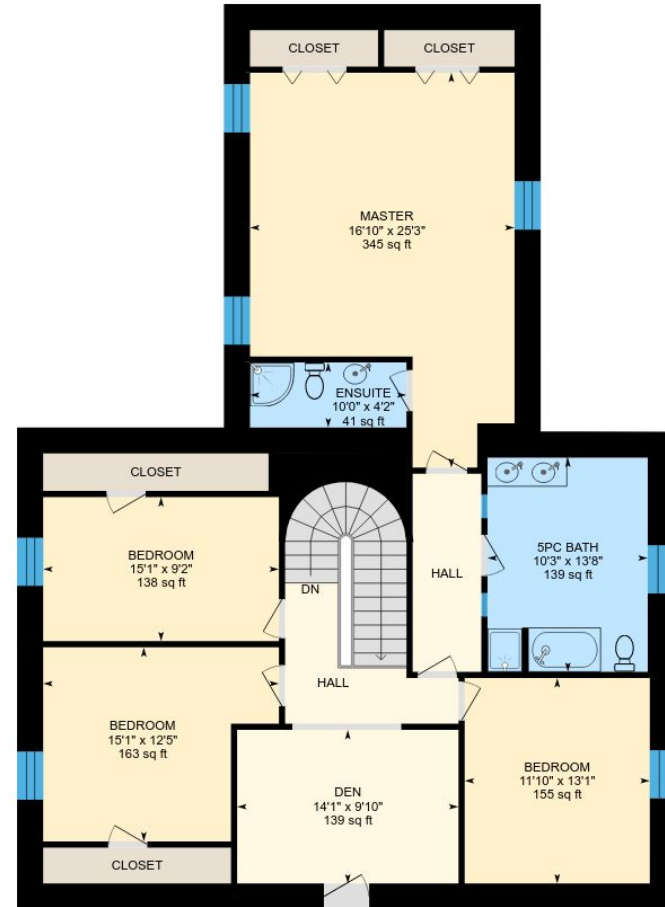 CLOSET
CLOSET
MASTER
16'10" x 25'3"
345 sq ft
ENSUITE
10'0" x 4'2"
41 sq ft
CLOSET
BEDROOM
15'1" x 9'2"
138 sq ft
DN
HALL
5PC BATH
10'3" x 13'8"
139 sq ft
HALL
BEDROOM
15'1" x 12'5"
163 sq ft
BEDROOM
11'10" x 13'1"
155 sq ft
DEN
14'1" x 9'10"
139 sq ft
CLOSET